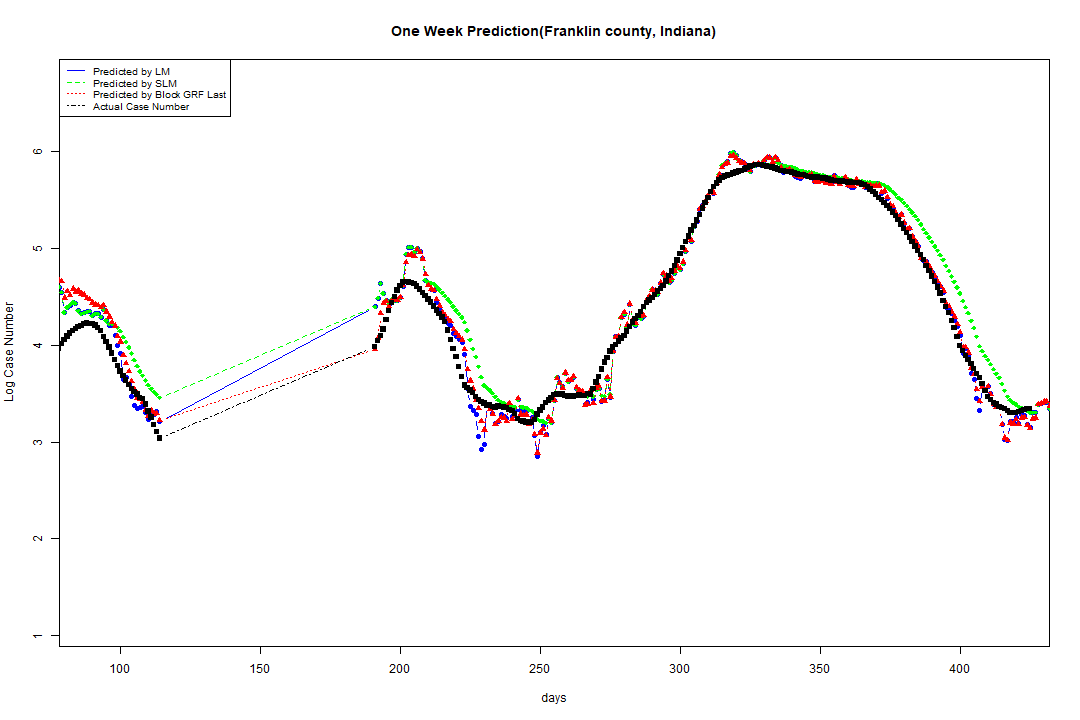 One Week Prediction(Franklin county, Indiana)
Predicted by LM
Predicted by SLM
Predicted by Block GRF Last
Actual Case Number
6
5
4
3
2
1
Log Case Number
100 150 200 250 300 350 400
days